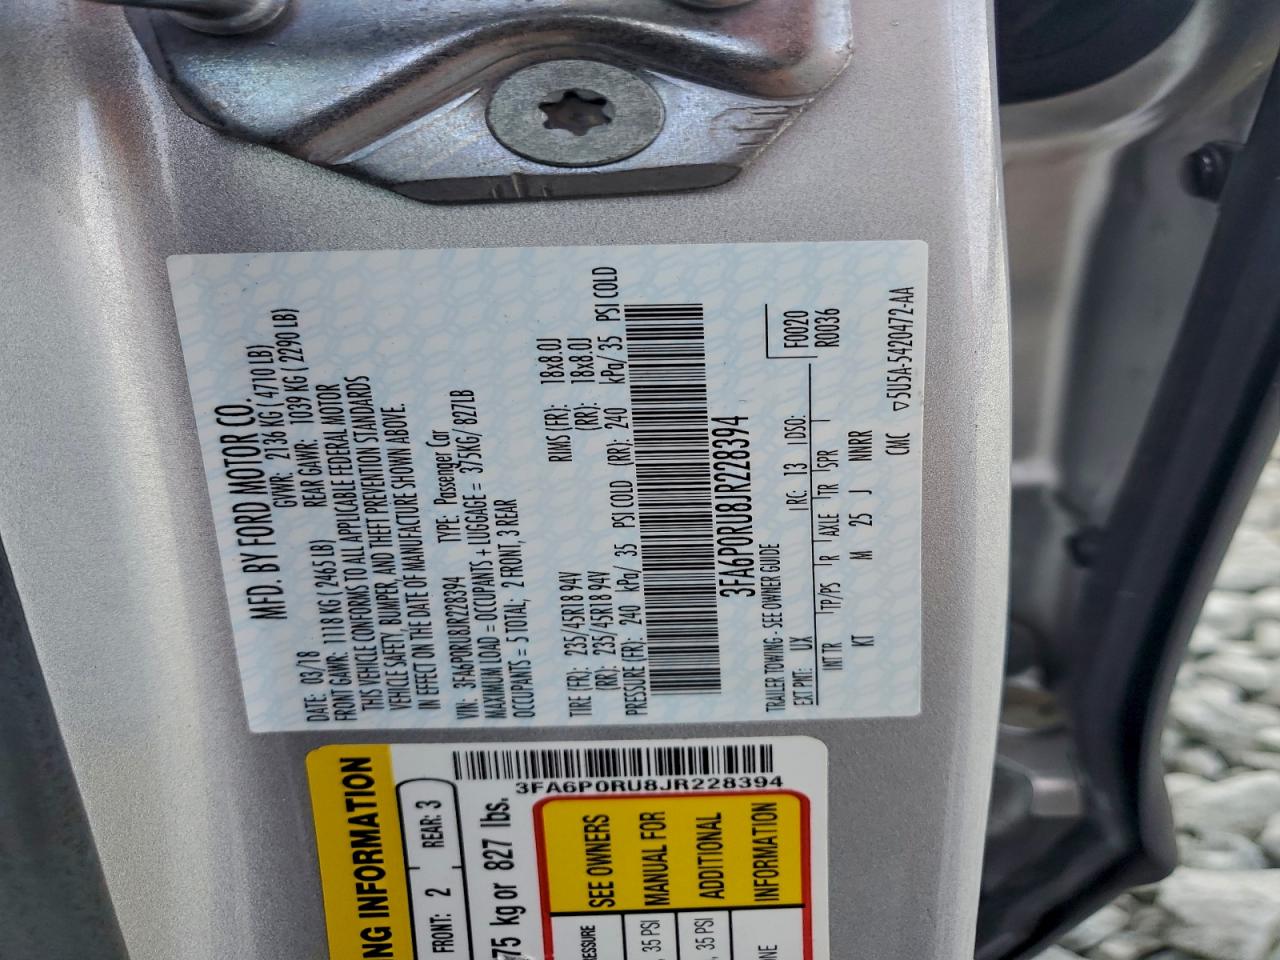 MFD. BY FORD MOTOR CO.
DATE: 03/18 GVWR: 2136 KG ( 4710 LB)
FRONT GAWR: 1118 KG ( 2465LB) REAR GAWR: 1039 KG ( 2290 LB)
THIS VEHICLE CONFORMS TO ALL APPLICABLE FEDERAL MOTOR
VEHICLE SAFETY, BUMPER, AND THEFT PREVENTION STANDARDS
IN EFFECT ON THE DATE OF MANUFACTURE SHOWN ABOVE.
VIN: 3FA6P0RU8JR228394 TYPE: Passenger Car
MAXIMUM LOAD = OCCUPANTS + LUGGAGE = 375KG/ 827LB
OCCUPANTS = 5 TOTAL, 2 FRONT, 3 REAR
TIRE (FR): 235/45R18 94V RIMS (FR): 18x8.0J
(RR): 235/45R18 94V (RR): 18x8.0J
PRESSURE (FR): 240 kPa/ 35 PSI COLD (RR): 240 kPa/ 35 PSI COLD
3FA6P0RU8JR228394
TRAILER TOWING - SEE OWNER GUIDE
EXT PNT: UX RC: 13 DSO: F0020
R0036
INT TR TP/PS R AXLE TR SPR
KT M 25 J NNRR
CMC ▽5U5A-5420472-AA
3FA6P0RU8JR228394
NG INFORMATION
FRONT: 2 REAR: 3
75 kg or 827 lbs.
ESSURE SEE OWNERS
, 35 PSI MANUAL FOR
, 35 PSI ADDITIONAL
NE INFORMATION